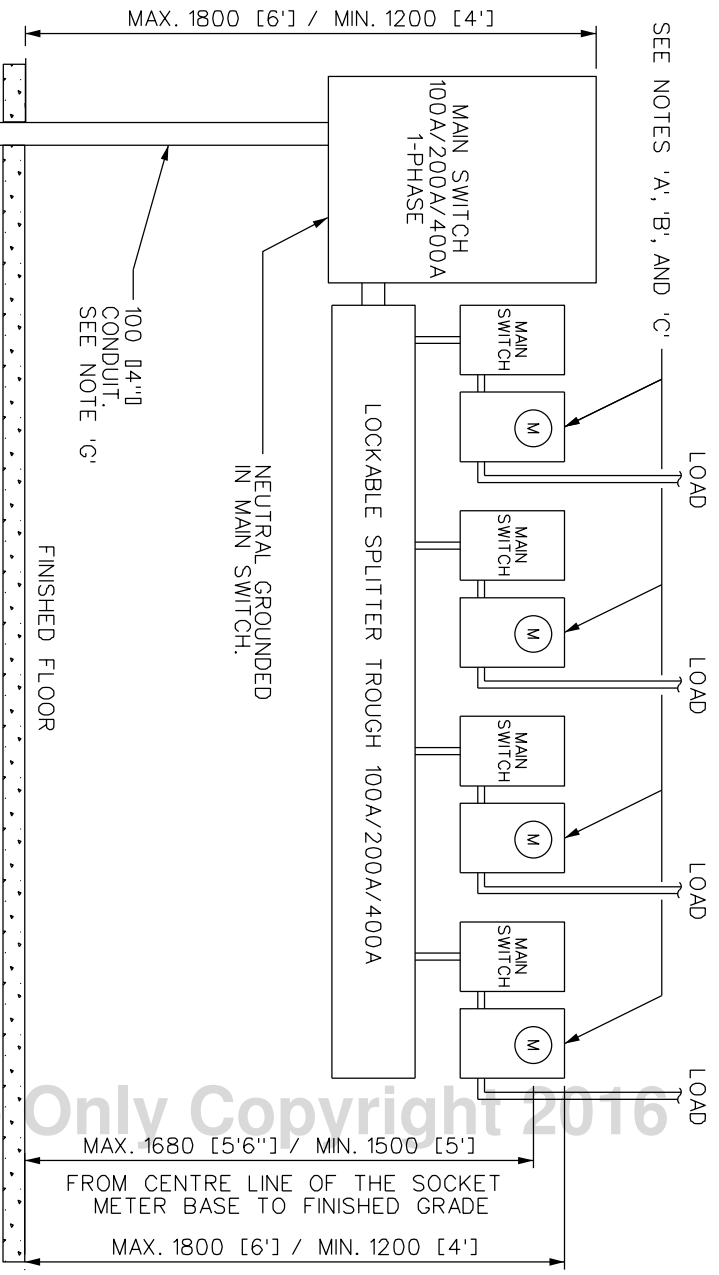 SEE NOTES 'A', 'B', AND 'C'
LOAD
LOAD
LOAD
LOAD
MAX. 1800 [6'] / MIN. 1200 [4']
MAIN SWITCH
100A/200A/400A
1-PHASE
MAIN
SWITCH
M
MAIN
SWITCH
M
MAIN
SWITCH
M
MAIN
SWITCH
M
LOCKABLE SPLITTER TROUGH 100A/200A/400A
NEUTRAL GROUNDED
IN MAIN SWITCH.
100 [4"]
CONDUIT.
SEE NOTE 'G'
FINISHED FLOOR
MAX. 1680 [5'6"] / MIN. 1500 [5']
FROM CENTRE LINE OF THE SOCKET
METER BASE TO FINISHED GRADE
MAX. 1800 [6'] / MIN. 1200 [4']
Only Copyright 2016